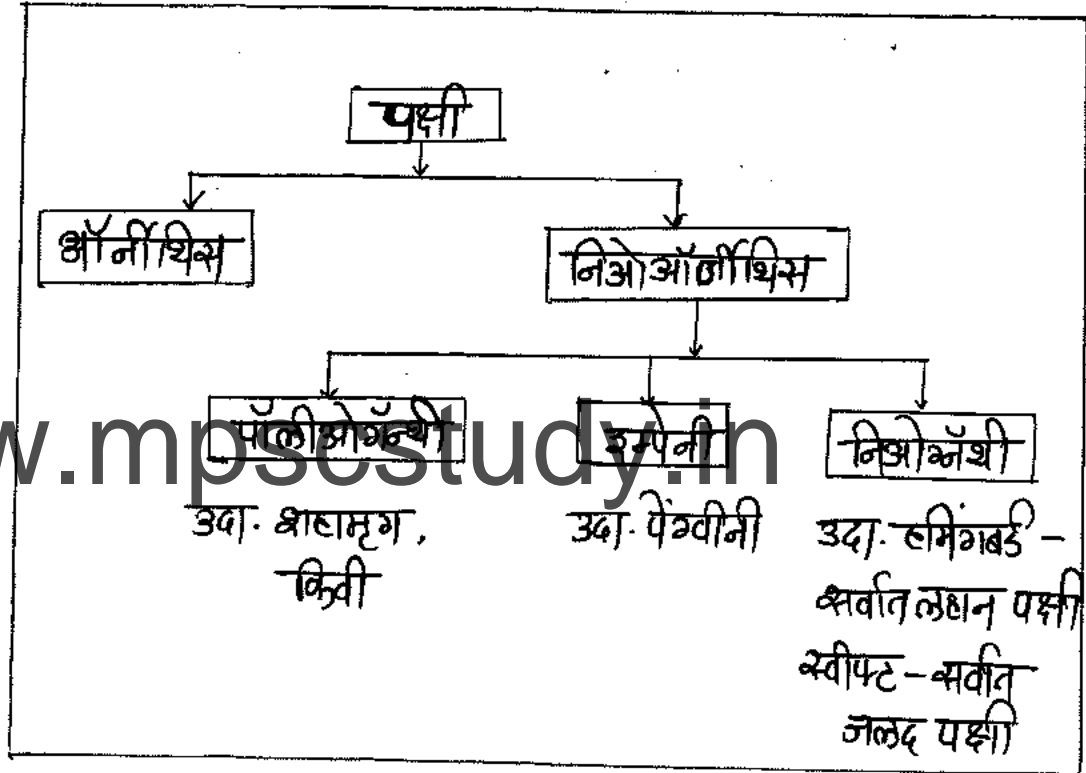 पक्षी
ऑर्नीथिस
निओऑर्नीथिस
पॉलीओगॅन्थी
इम्पेनी
निओग्नॅथी
w.mpscstudy.in
उदा. शहामृग,
किवी
उदा. पेंग्वीनी
उदा. हमिंगबर्ड -
सर्वात लहान पक्षी
स्वीफ्ट - सर्वात
जलद पक्षी